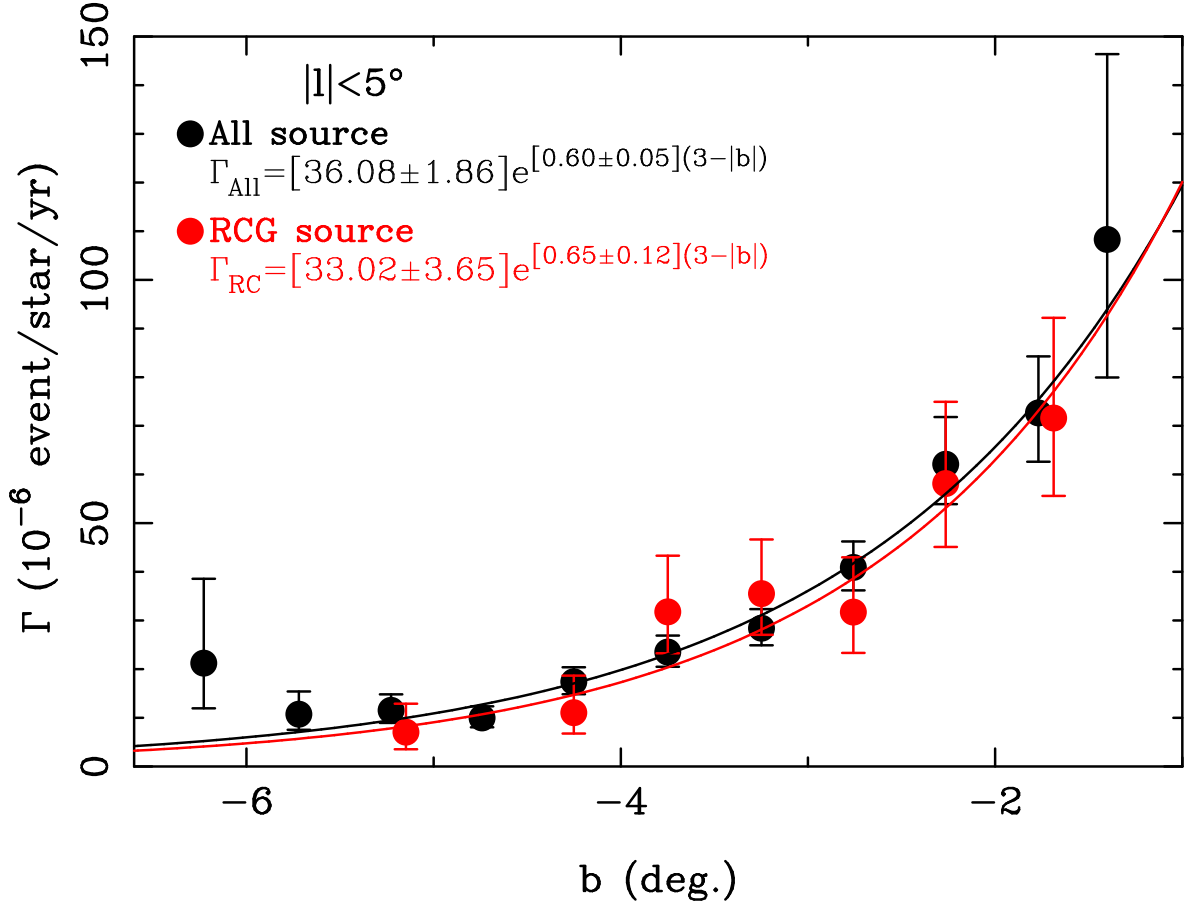 |l|<5°
All source
Γ_All=[36.08±1.86]e^[0.60±0.05](3−|b|)
RCG source
Γ_RC=[33.02±3.65]e^[0.65±0.12](3−|b|)
Γ (10^−6 event/star/yr)
150
100
50
0
−6 −4 −2
b (deg.)